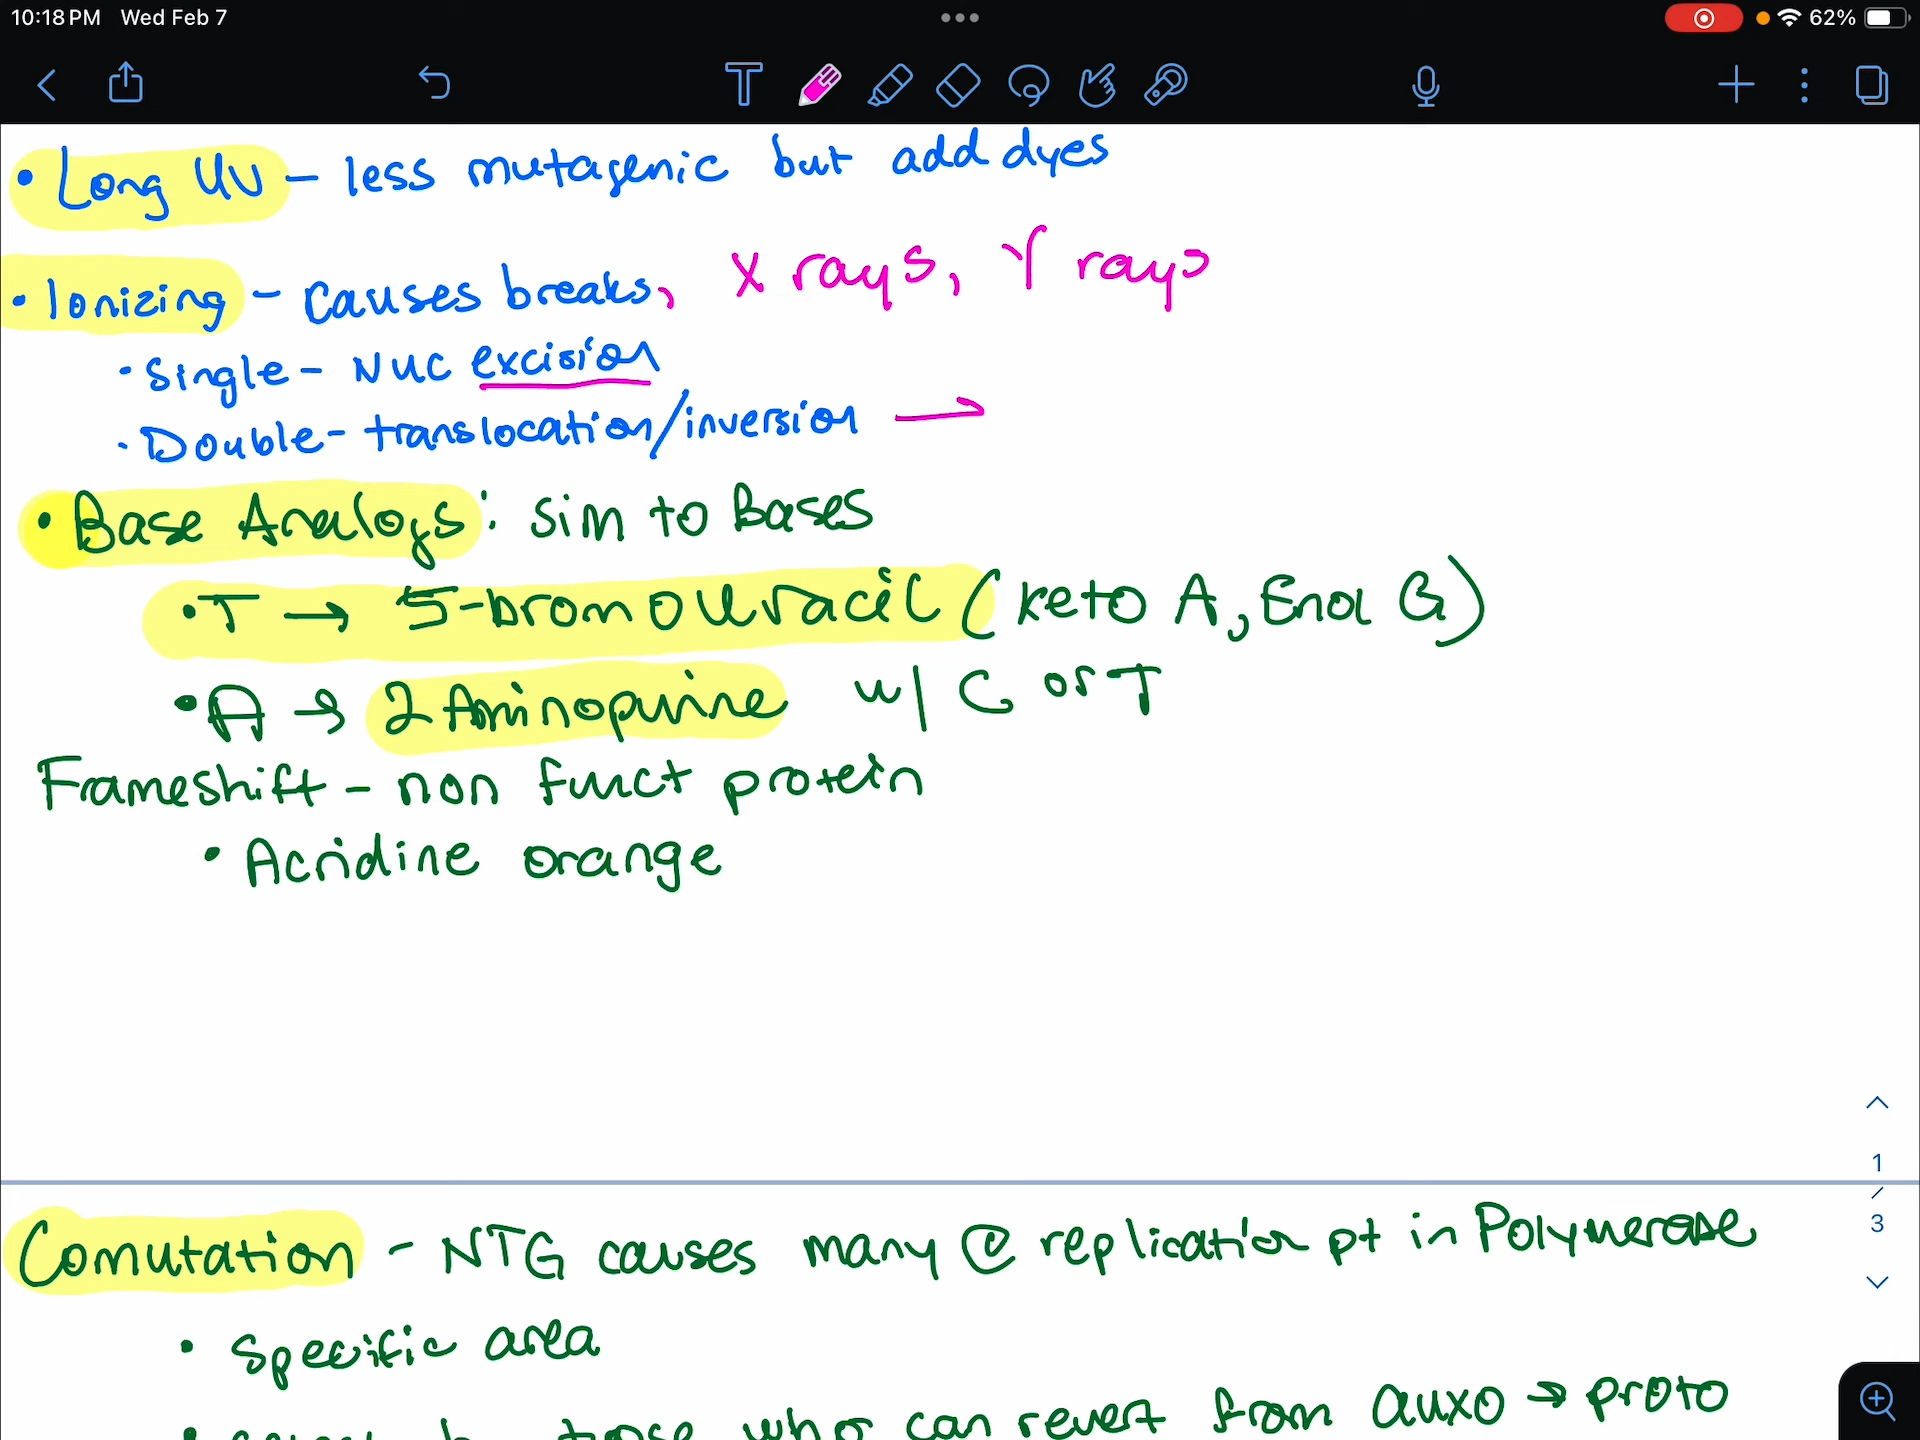 10:18 PM Wed Feb 7
62%
• Long UV - less mutagenic but add dyes
• Ionizing - causes breaks, X rays, γ rays
• Single - NUC excision
• Double - translocation/inversion →
• Base Analogs: sim to Bases
• T → 5-bromouracil (keto A, Enol G)
• A → 2 Aminopurine w/ C or T
Frameshift - non funct protein
• Acridine orange
1
/
3
Comutation - NTG causes many @ replication pt in Polymerase
• Specific area
who can revert from auxo → proto